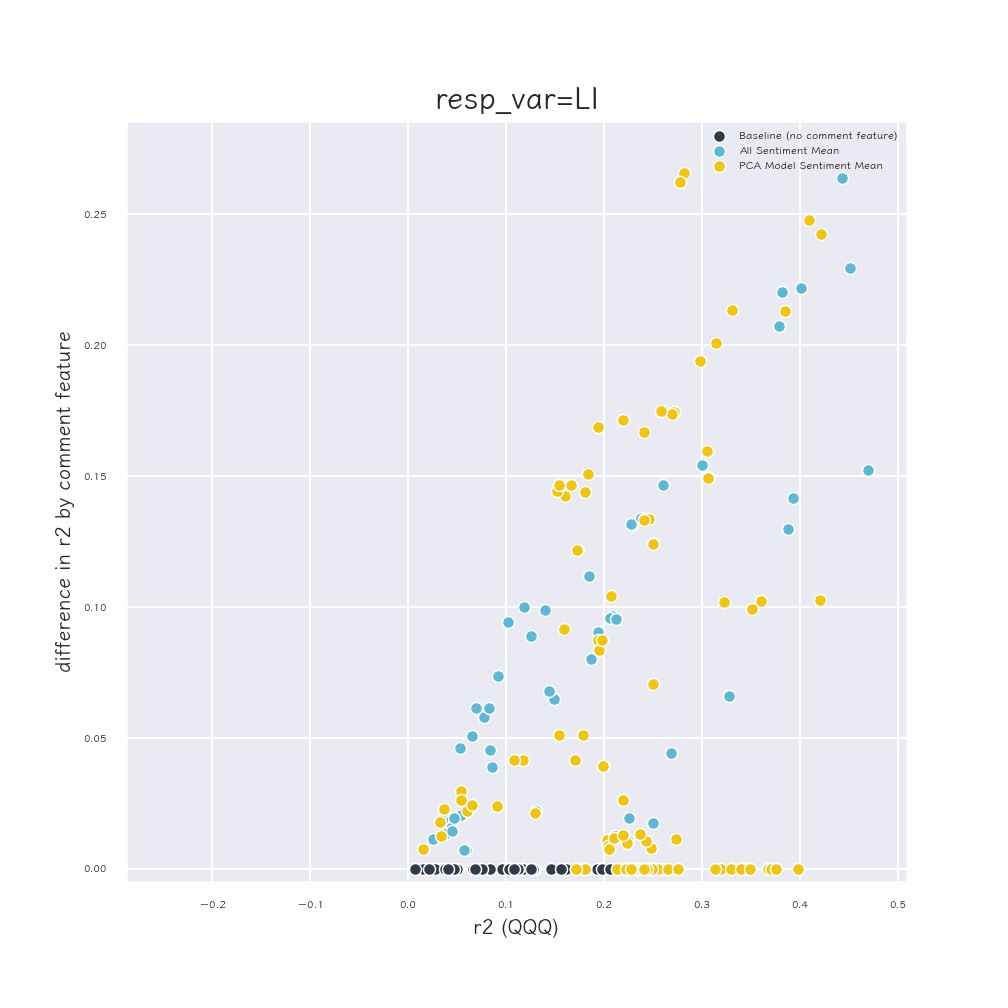 resp_var=LI
Baseline (no comment feature)
All Sentiment Mean
PCA Model Sentiment Mean
difference in r2 by comment feature
0.25
0.20
0.15
0.10
0.05
0.00
−0.2 −0.1 0.0 0.1 0.2 0.3 0.4 0.5
r2 (QQQ)